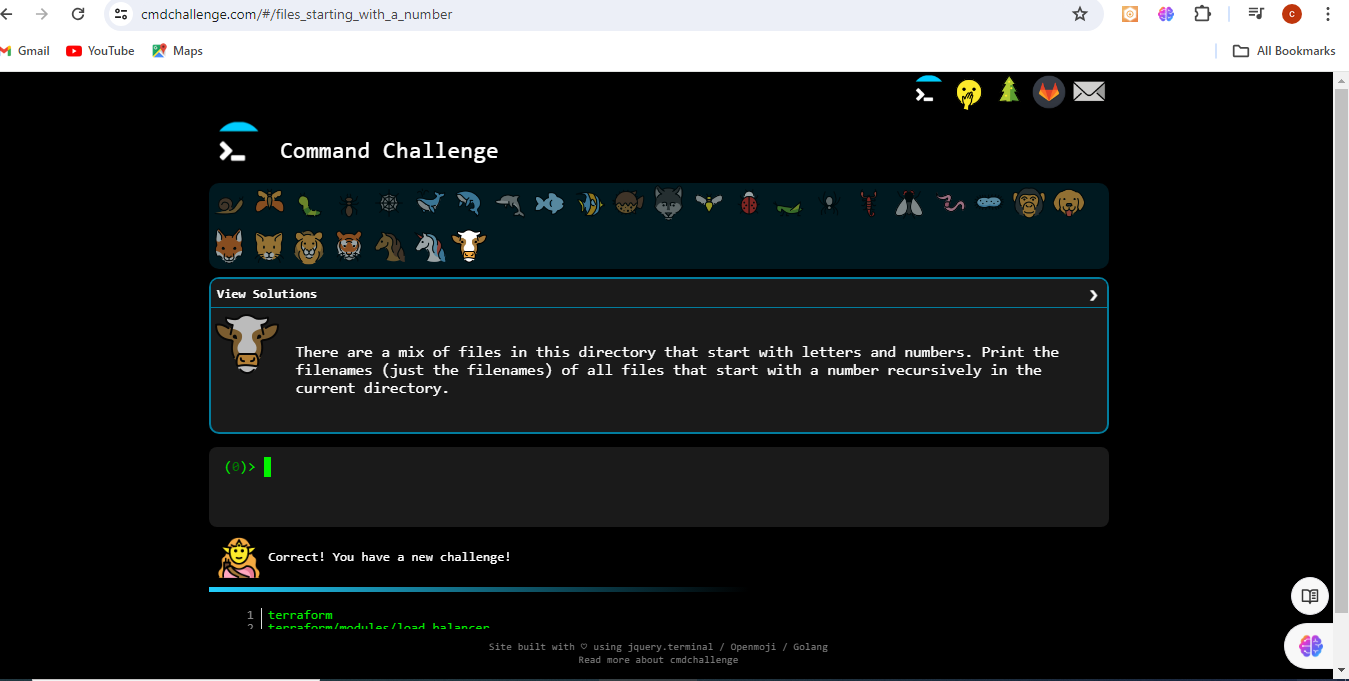 cmdchallenge.com/#/files_starting_with_a_number
C
Gmail YouTube Maps
All Bookmarks
>_
>_ Command Challenge
View Solutions ❯
There are a mix of files in this directory that start with letters and numbers. Print the
filenames (just the filenames) of all files that start with a number recursively in the
current directory.
(0)>
Correct! You have a new challenge!
1 terraform
2 terraform/modules/load_balancer
Site built with ♡ using jquery.terminal / Openmoji / Golang
Read more about cmdchallenge